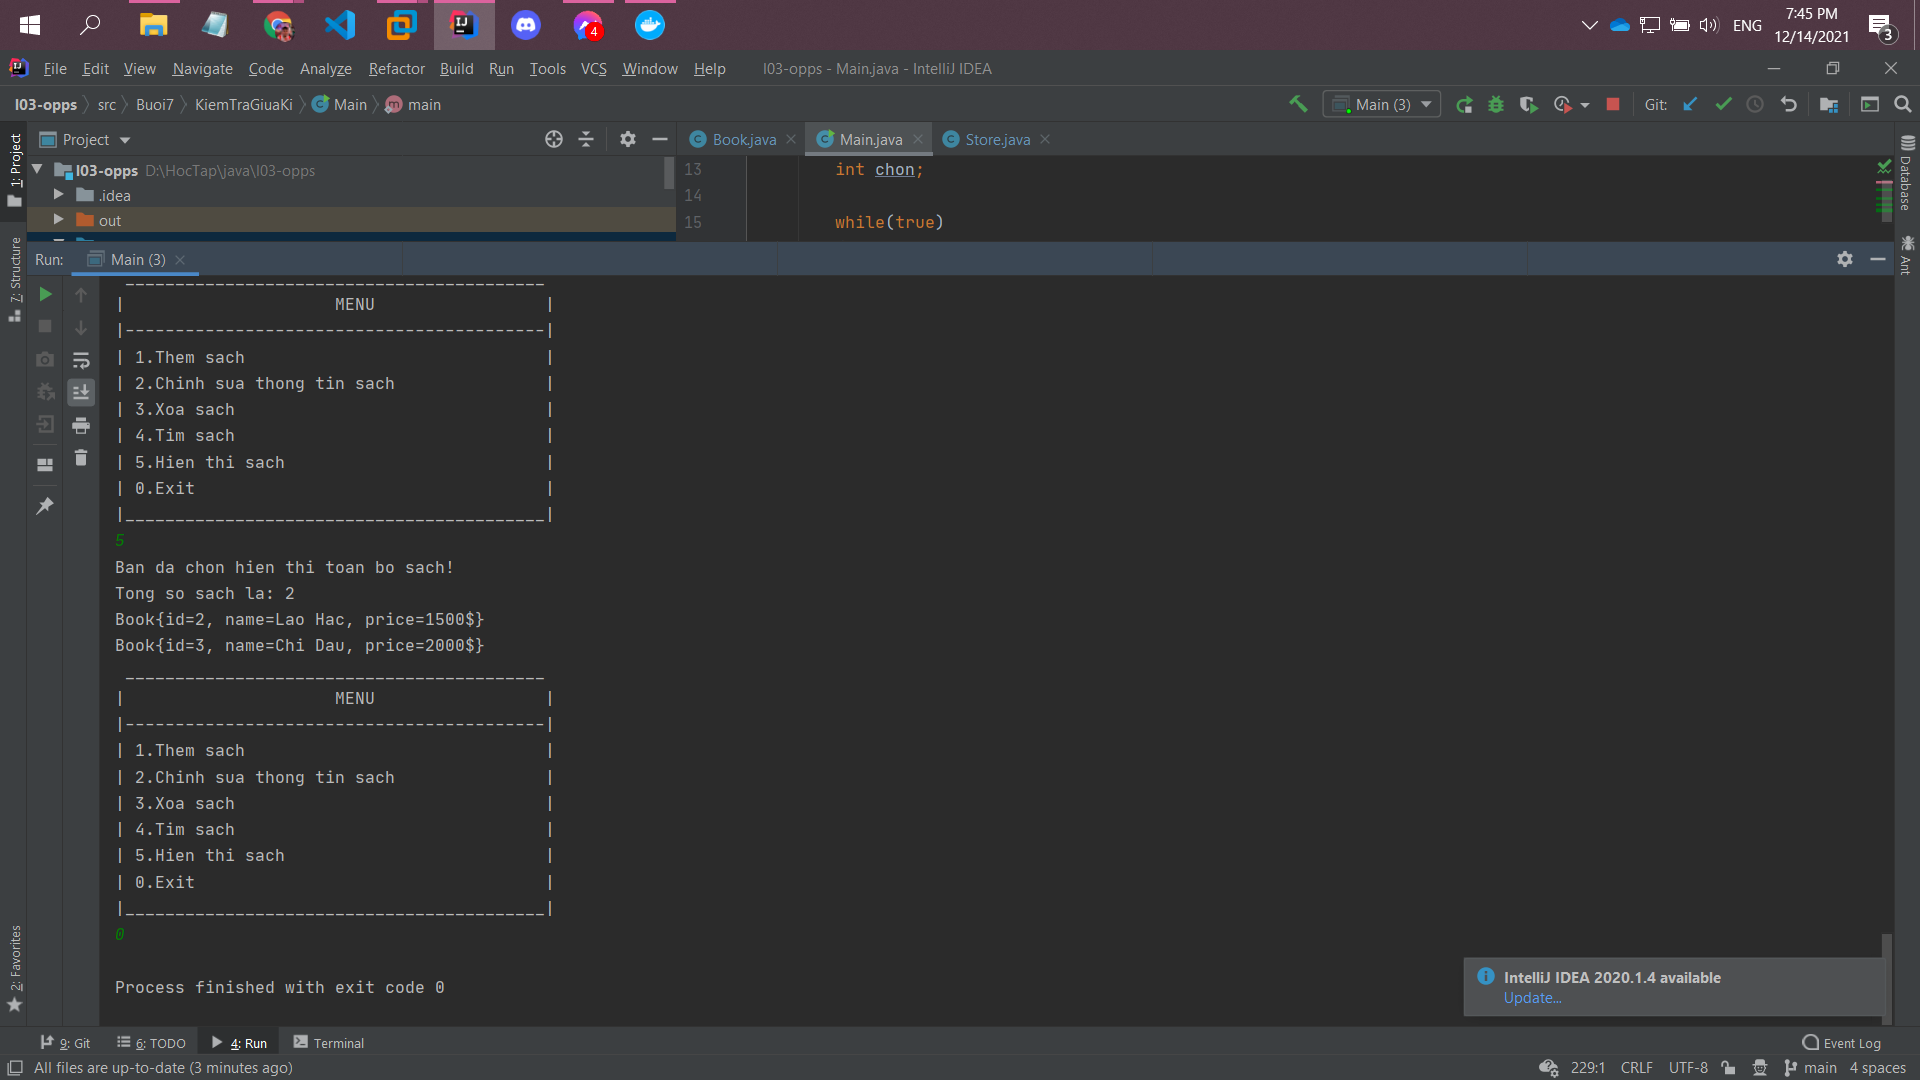 4
ENG
7:45 PM
12/14/2021
3
IJ
File Edit View Navigate Code Analyze Refactor Build Run Tools VCS Window Help l03-opps - Main.java - IntelliJ IDEA
l03-opps src Buoi7 KiemTraGiuaKi Main m main
Main (3)
Git:
Project
C Book.java C Main.java C Store.java
1: Project
7: Structure
2: Favorites
Database
Ant
l03-opps D:\HocTap\java\l03-opps
.idea
out
13 int chon;
14
15 while(true)
Run: Main (3)
 __________________________________________
|                     MENU                 |
|------------------------------------------|
| 1.Them sach                              |
| 2.Chinh sua thong tin sach               |
| 3.Xoa sach                               |
| 4.Tim sach                               |
| 5.Hien thi sach                          |
| 0.Exit                                   |
|__________________________________________|
5
Ban da chon hien thi toan bo sach!
Tong so sach la: 2
Book{id=2, name=Lao Hac, price=1500$}
Book{id=3, name=Chi Dau, price=2000$}
 __________________________________________
|                     MENU                 |
|------------------------------------------|
| 1.Them sach                              |
| 2.Chinh sua thong tin sach               |
| 3.Xoa sach                               |
| 4.Tim sach                               |
| 5.Hien thi sach                          |
| 0.Exit                                   |
|__________________________________________|
0
Process finished with exit code 0
IntelliJ IDEA 2020.1.4 available
Update...
9: Git 6: TODO 4: Run Terminal Event Log
All files are up-to-date (3 minutes ago) 229:1 CRLF UTF-8 main 4 spaces